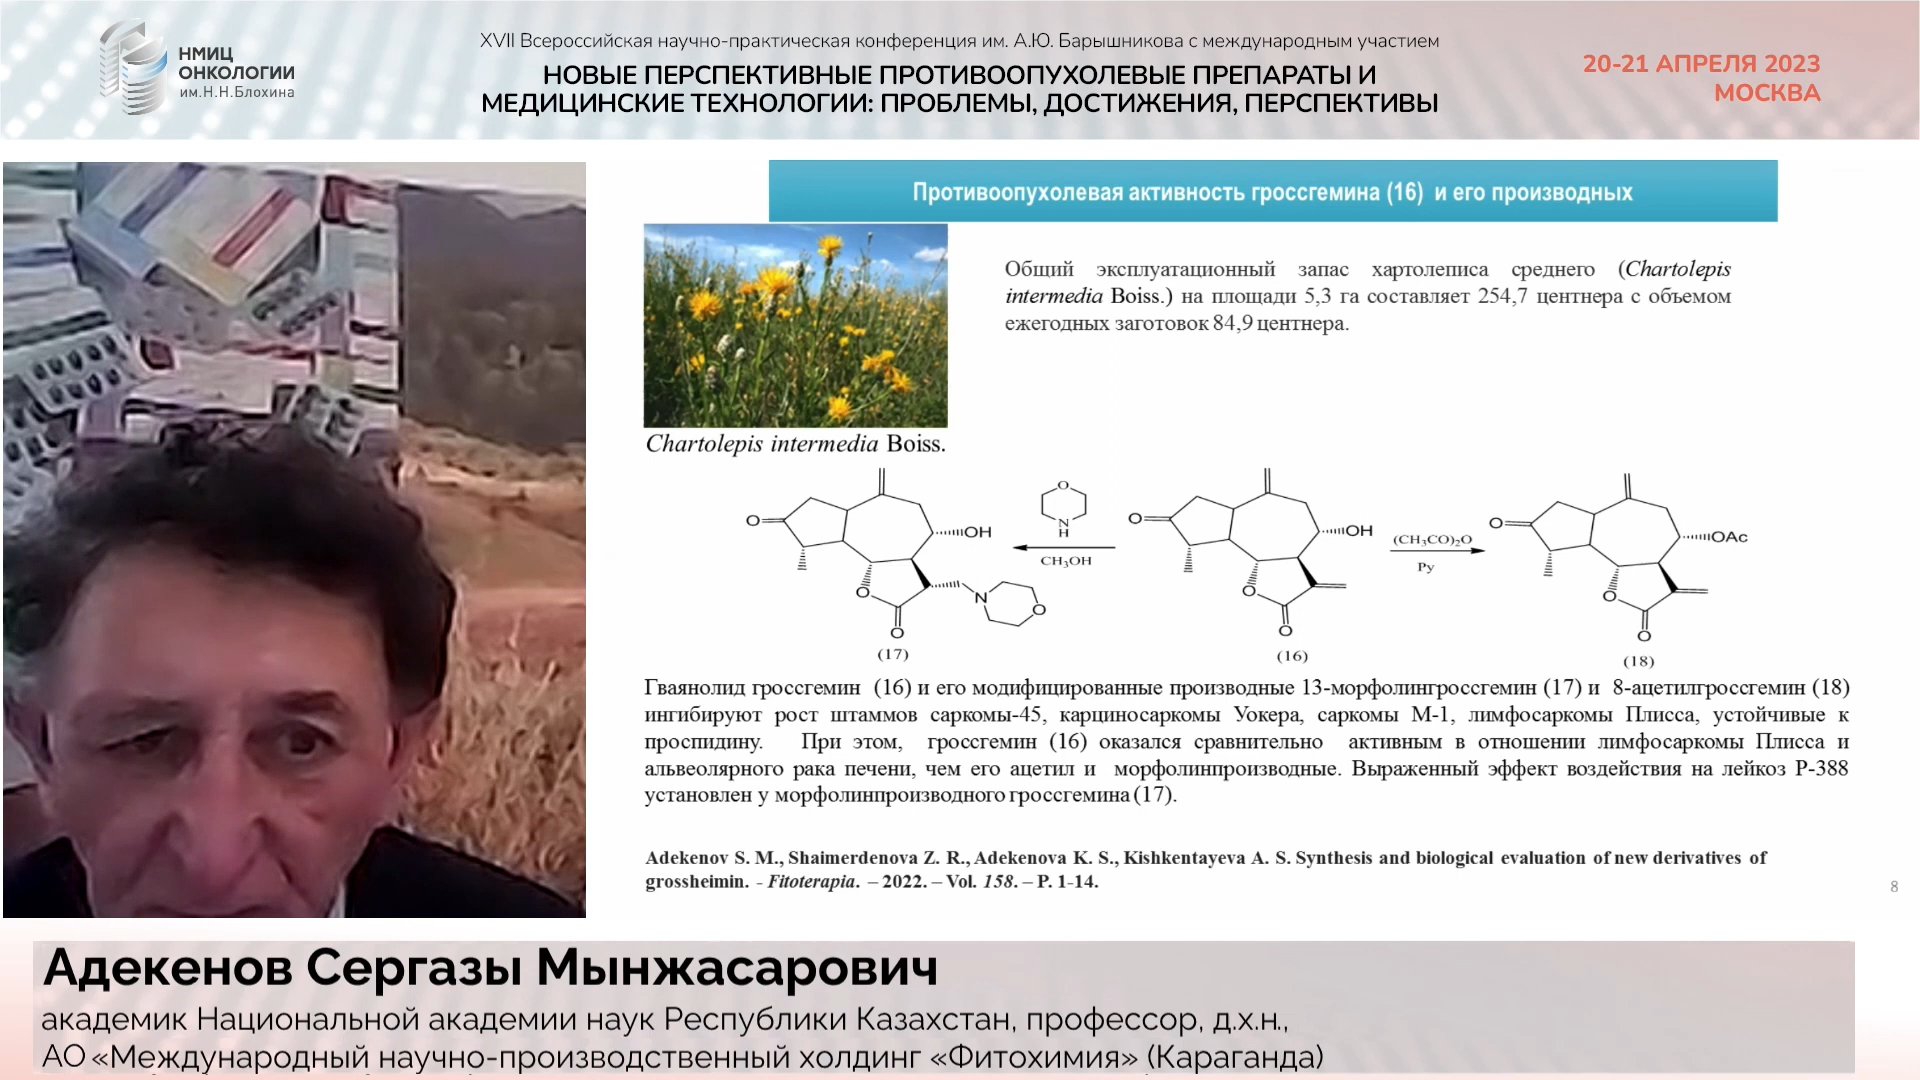 НМИЦ
ОНКОЛОГИИ
им.Н.Н.Блохина
XVII Всероссийская научно-практическая конференция им. А.Ю. Барышникова с международным участием
НОВЫЕ ПЕРСПЕКТИВНЫЕ ПРОТИВООПУХОЛЕВЫЕ ПРЕПАРАТЫ И
МЕДИЦИНСКИЕ ТЕХНОЛОГИИ: ПРОБЛЕМЫ, ДОСТИЖЕНИЯ, ПЕРСПЕКТИВЫ
20-21 АПРЕЛЯ 2023
МОСКВА
Противоопухолевая активность гроссгемина (16) и его производных
Общий эксплуатационный запас хартолеписа среднего (Chartolepis
intermedia Boiss.) на площади 5,3 га составляет 254,7 центнера с объемом
ежегодных заготовок 84,9 центнера.
Chartolepis intermedia Boiss.
O OH O O N O
(17)
O N H
CH₃OH
O OH O O
(16)
(CH₃CO)₂O
Py
O OAc O O
(18)
Гваянолид гроссгемин (16) и его модифицированные производные 13-морфолингроссгемин (17) и 8-ацетилгроссгемин (18)
ингибируют рост штаммов саркомы-45, карциносаркомы Уокера, саркомы М-1, лимфосаркомы Плисса, устойчивые к
проспидину. При этом, гроссгемин (16) оказался сравнительно активным в отношении лимфосаркомы Плисса и
альвеолярного рака печени, чем его ацетил и морфолинпроизводные. Выраженный эффект воздействия на лейкоз Р-388
установлен у морфолинпроизводного гроссгемина (17).
Adekenov S. M., Shaimerdenova Z. R., Adekenova K. S., Kishkentayeva A. S. Synthesis and biological evaluation of new derivatives of
grossheimin. - Fitoterapia. – 2022. – Vol. 158. – P. 1-14.
8
Адекенов Сергазы Мынжасарович
академик Национальной академии наук Республики Казахстан, профессор, д.х.н.,
АО «Международный научно-производственный холдинг «Фитохимия» (Караганда)